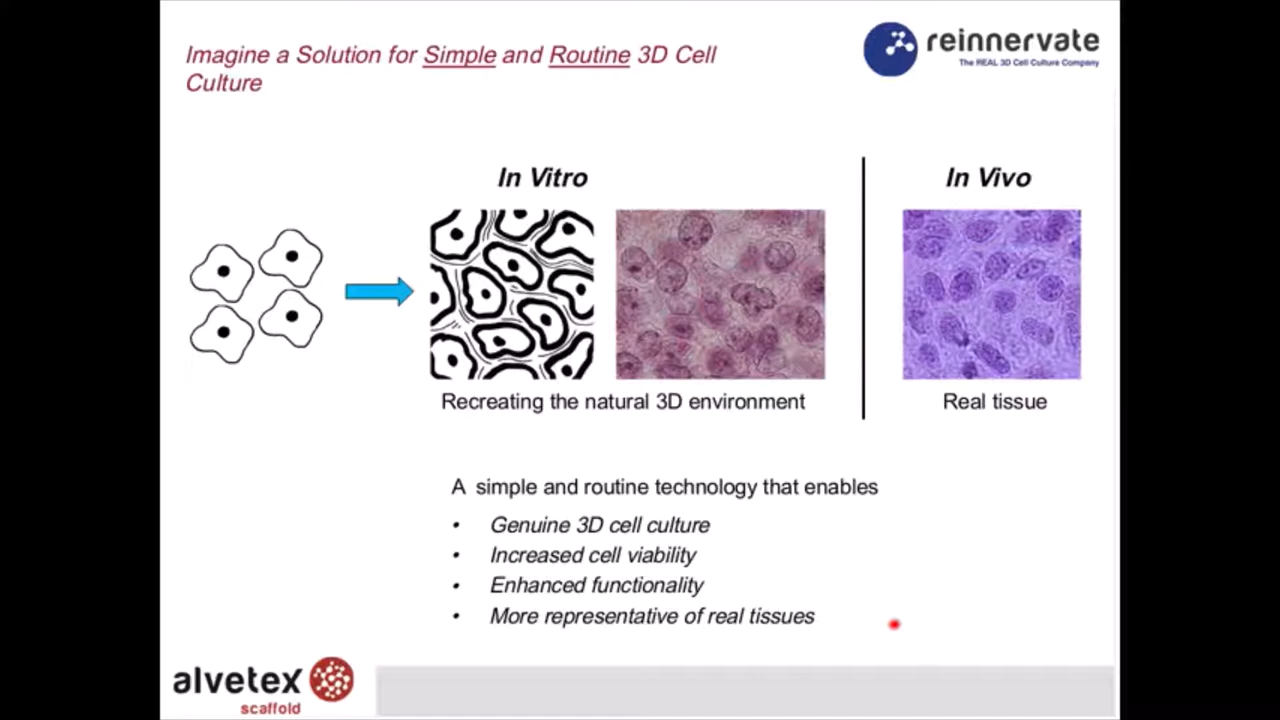 Imagine a Solution for Simple and Routine 3D Cell
Culture
reinnervate
The REAL 3D Cell Culture Company
In Vitro
In Vivo
Recreating the natural 3D environment
Real tissue
A simple and routine technology that enables
• Genuine 3D cell culture
• Increased cell viability
• Enhanced functionality
• More representative of real tissues
alvetex
scaffold